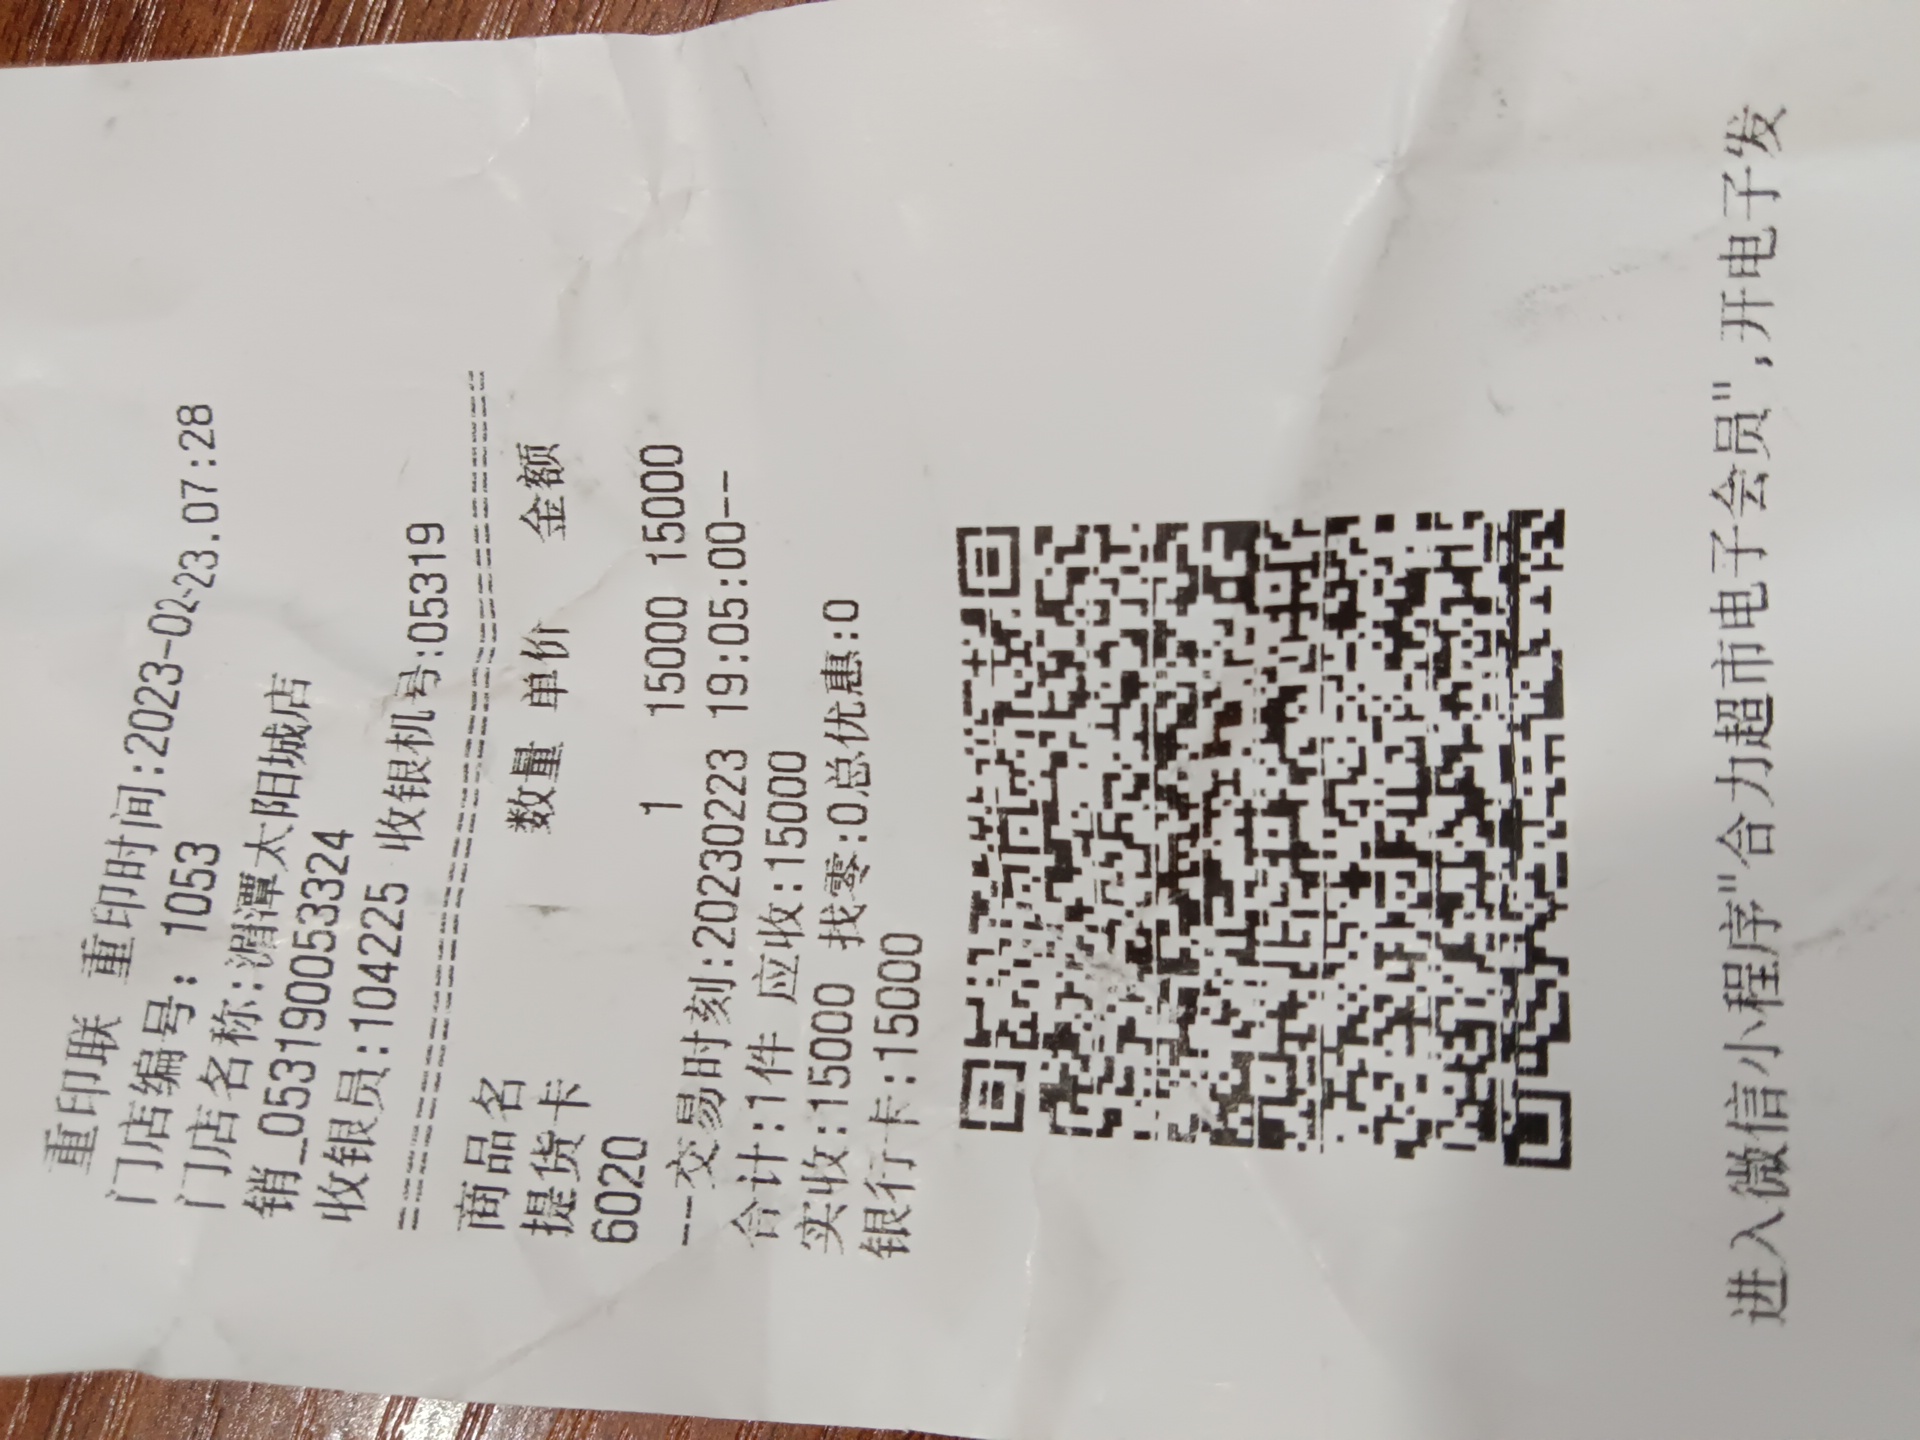 重印联 重印时间:2023-02-23.07:28
门店编号: 1053
门店名称:湄潭太阳城店
销_053190053324
收银员:104225 收银机号:05319
==================================
商品名 数量 单价 金额
提货卡
6020 1 15000 15000
--交易时刻:20230223 19:05:00--
合计:1件 应收:15000
实收:15000 找零:0总优惠:0
银行卡:15000
进入微信小程序"合力超市电子会员",开电子发